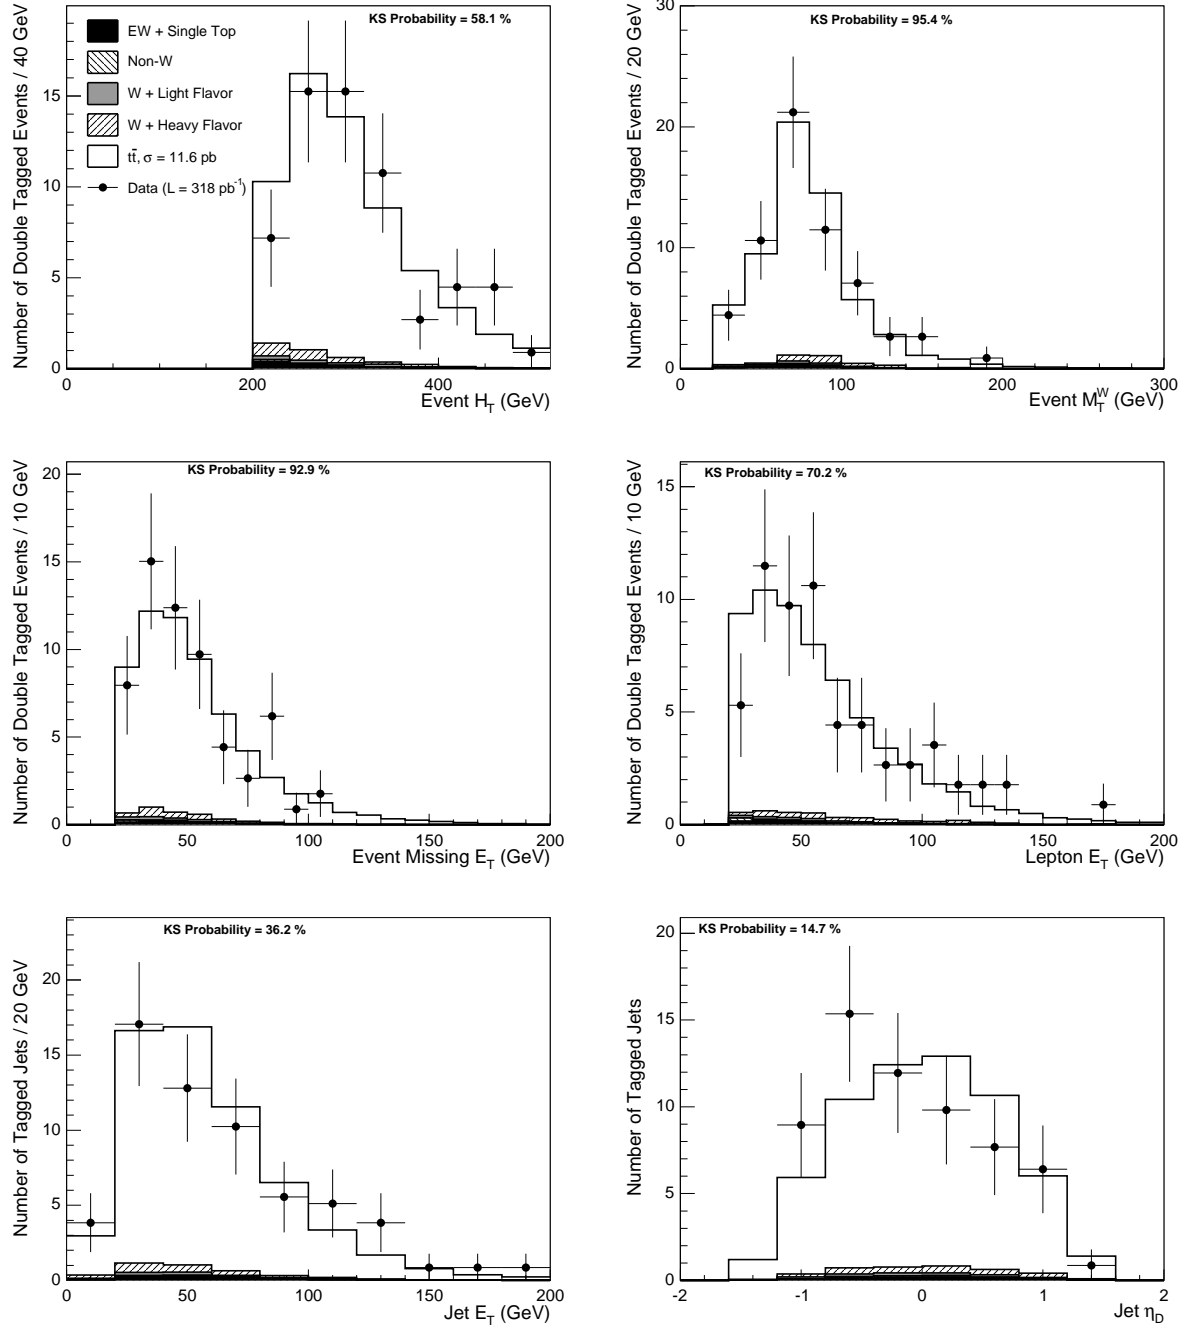 KS Probability = 58.1 %
Number of Double Tagged Events / 40 GeV
20
15
10
5
0
EW + Single Top
Non-W
W + Light Flavor
W + Heavy Flavor
tt̄, σ = 11.6 pb
Data (L = 318 pb⁻¹)
0 200 400
Event H_T (GeV)
KS Probability = 95.4 %
Number of Double Tagged Events / 20 GeV
30
20
10
0
0 100 200 300
Event M_T^W (GeV)
KS Probability = 92.9 %
Number of Double Tagged Events / 10 GeV
20
15
10
5
0
0 50 100 150 200
Event Missing E_T (GeV)
KS Probability = 70.2 %
Number of Double Tagged Events / 10 GeV
15
10
5
0
0 50 100 150 200
Lepton E_T (GeV)
KS Probability = 36.2 %
Number of Tagged Jets / 20 GeV
20
15
10
5
0
0 50 100 150 200
Jet E_T (GeV)
KS Probability = 14.7 %
Number of Tagged Jets
20
15
10
5
0
-2 -1 0 1 2
Jet η_D